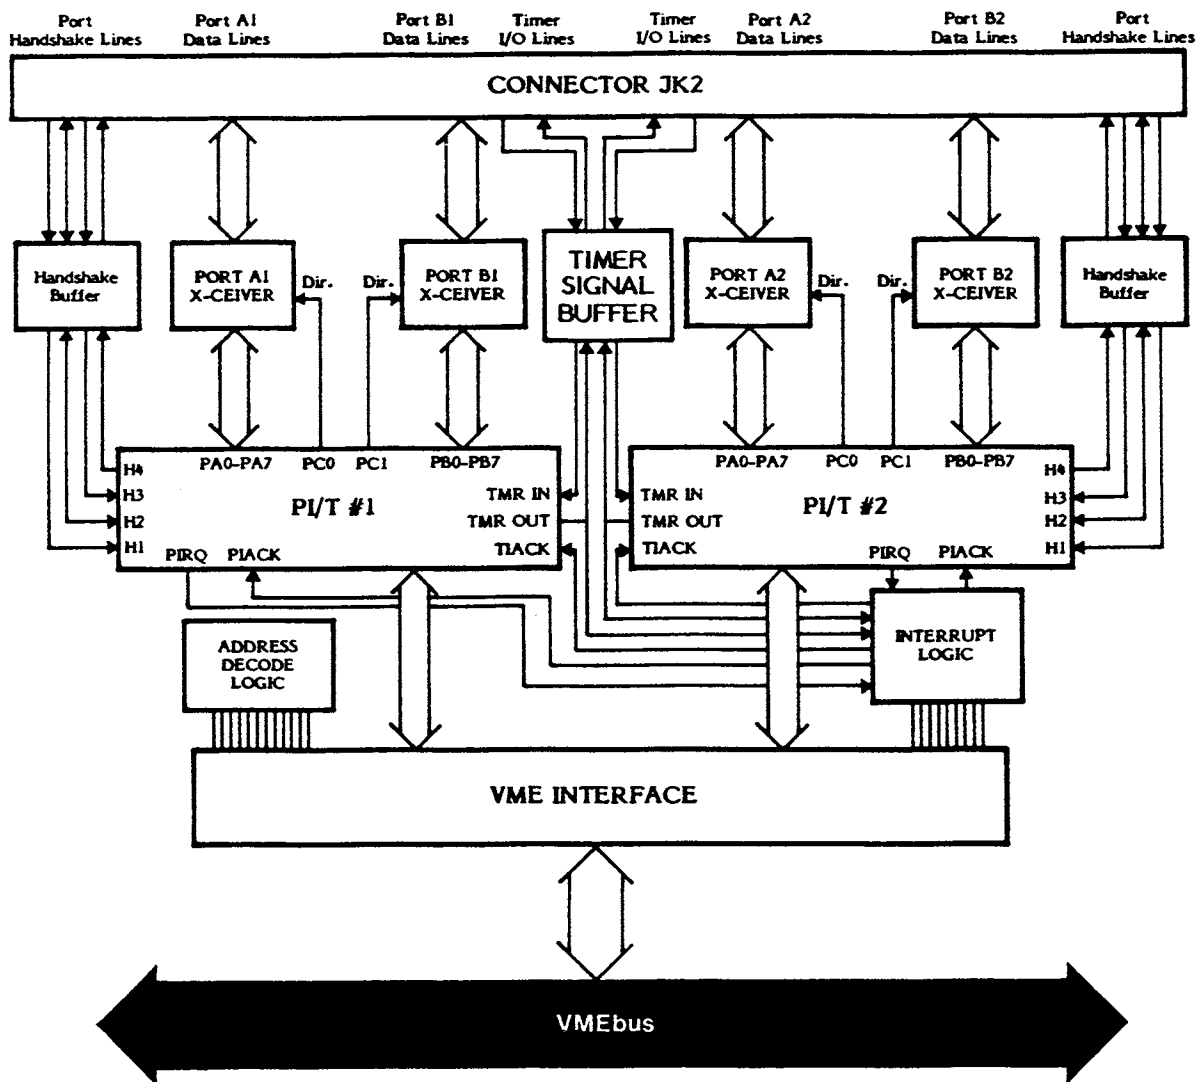 Port Port A1 Port B1 Timer Timer Port A2 Port B2 Port
Handshake Lines Data Lines Data Lines I/O Lines I/O Lines Data Lines Data Lines Handshake Lines
CONNECTOR JK2
Handshake
Buffer
PORT A1
X-CEIVER
Dir.
Dir.
PORT B1
X-CEIVER
TIMER
SIGNAL
BUFFER
PORT A2
X-CEIVER
Dir.
Dir.
PORT B2
X-CEIVER
Handshake
Buffer
PA0-PA7 PC0 PC1 PB0-PB7
H4
H3
H2
H1
PI/T #1
TMR IN
TMR OUT
TIACK
PIRQ PIACK
PA0-PA7 PC0 PC1 PB0-PB7
TMR IN
TMR OUT
TIACK
PI/T #2
H4
H3
H2
H1
PIRQ PIACK
ADDRESS
DECODE
LOGIC
INTERRUPT
LOGIC
VME INTERFACE
VMEbus